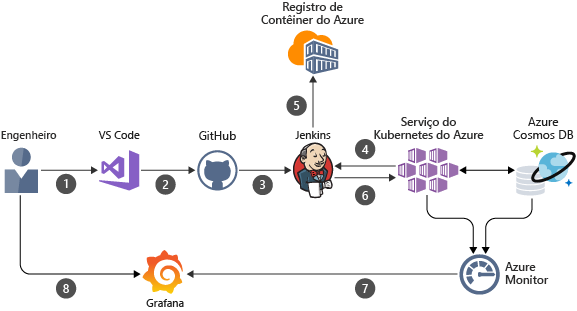 Registro de
Contêiner do Azure
5
Engenheiro
VS Code
GitHub
Jenkins
Serviço do
Kubernetes do Azure
Azure
Cosmos DB
1
2
3
4
6
Azure
Monitor
8
Grafana
7